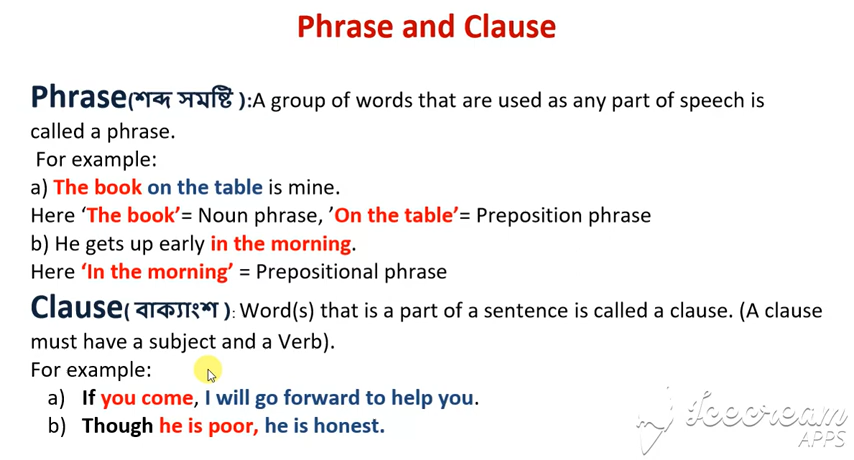 Phrase and Clause
Phrase(শব্দ সমষ্টি ):A group of words that are used as any part of speech is
called a phrase.
For example:
a) The book on the table is mine.
Here ‘The book’= Noun phrase, ’On the table’= Preposition phrase
b) He gets up early in the morning.
Here ‘In the morning’ = Prepositional phrase
Clause( বাক্যাংশ ): Word(s) that is a part of a sentence is called a clause. (A clause
must have a subject and a Verb).
For example:
a) If you come, I will go forward to help you.
b) Though he is poor, he is honest.
Icecream
APPS